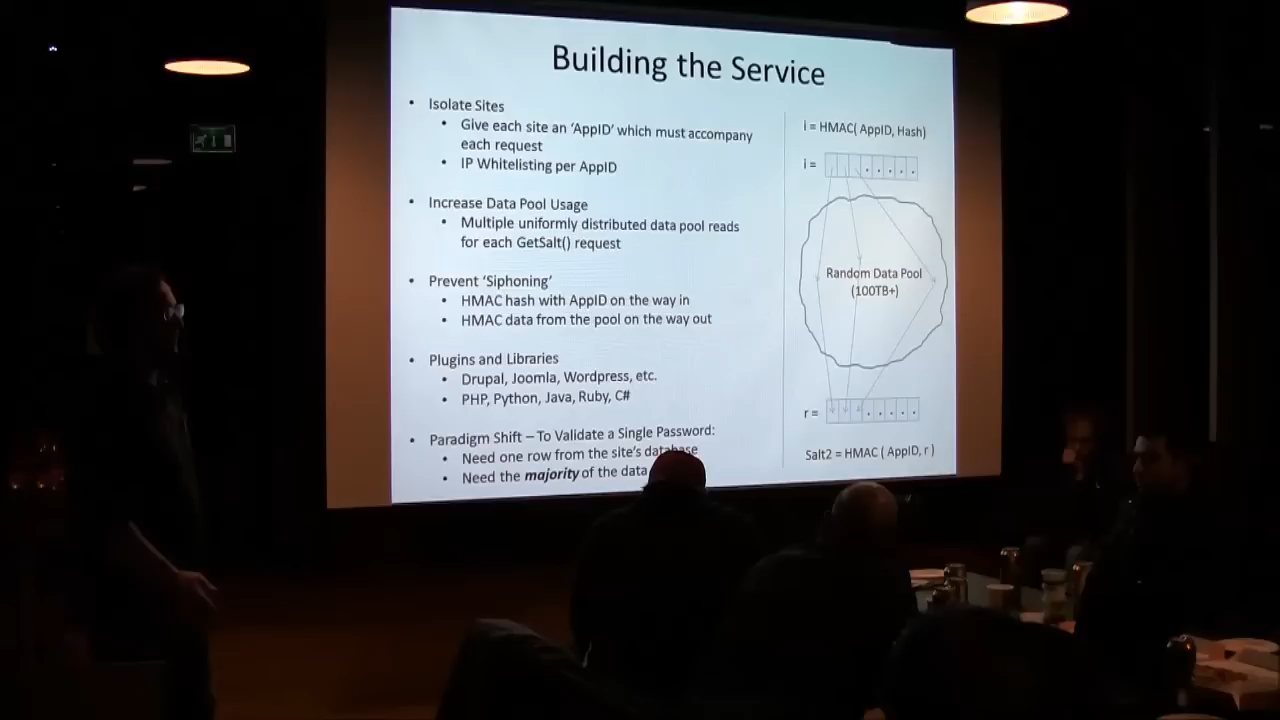 Building the Service
• Isolate Sites
• Give each site an 'AppID' which must accompany
each request
• IP Whitelisting per AppID
• Increase Data Pool Usage
• Multiple uniformly distributed data pool reads
for each GetSalt() request
• Prevent 'Siphoning'
• HMAC hash with AppID on the way in
• HMAC data from the pool on the way out
• Plugins and Libraries
• Drupal, Joomla, Wordpress, etc.
• PHP, Python, Java, Ruby, C#
• Paradigm Shift – To Validate a Single Password:
• Need one row from the site's database
• Need the majority of the data
i = HMAC( AppID, Hash)
i =
Random Data Pool
(100TB+)
r =
Salt2 = HMAC ( AppID, r )